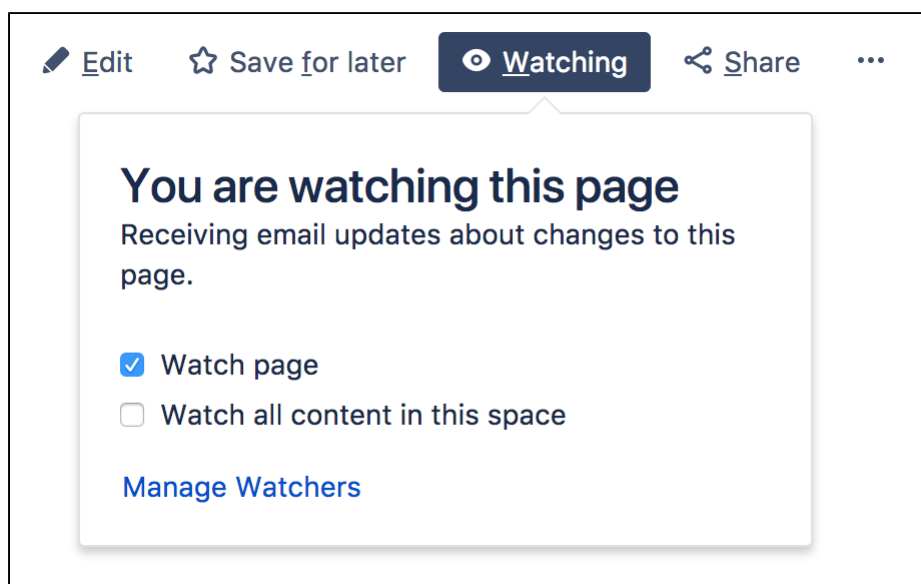 Edit Save for later Watching Share ...
You are watching this page
Receiving email updates about changes to this
page.
Watch page
Watch all content in this space
Manage Watchers